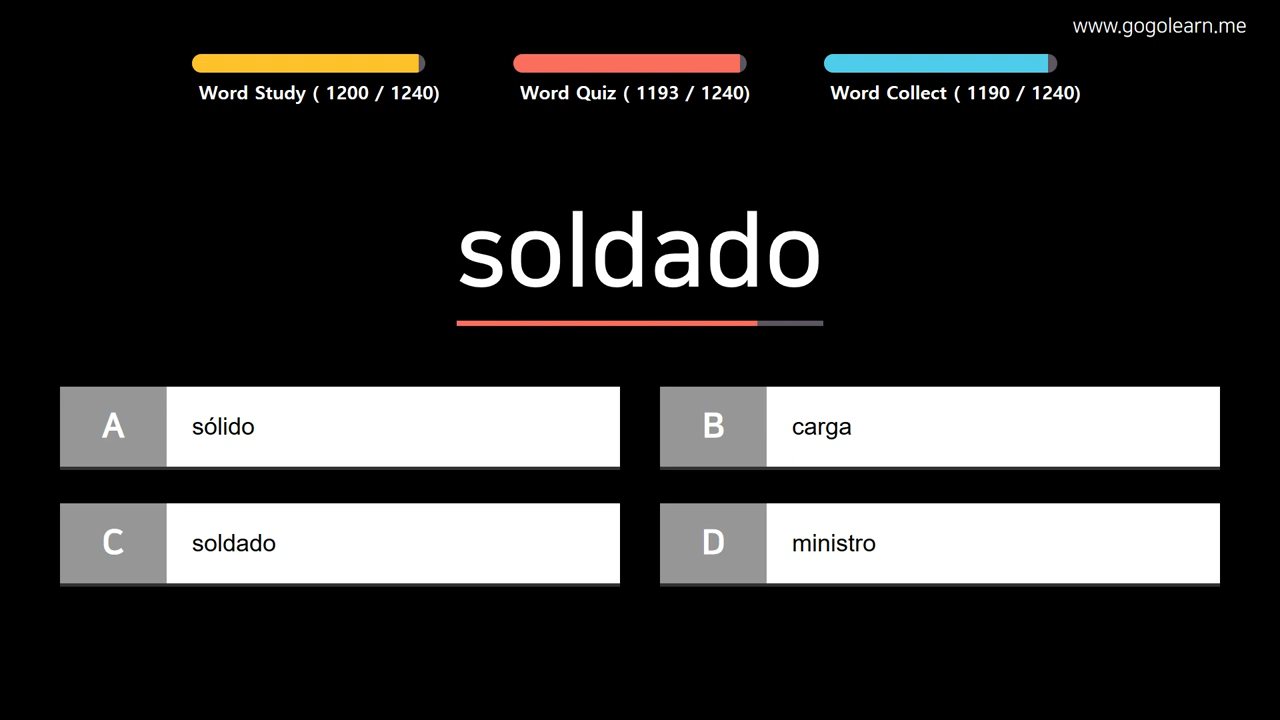 www.gogolearn.me
Word Study ( 1200 / 1240)
Word Quiz ( 1193 / 1240)
Word Collect ( 1190 / 1240)
soldado
A sólido
B carga
C soldado
D ministro